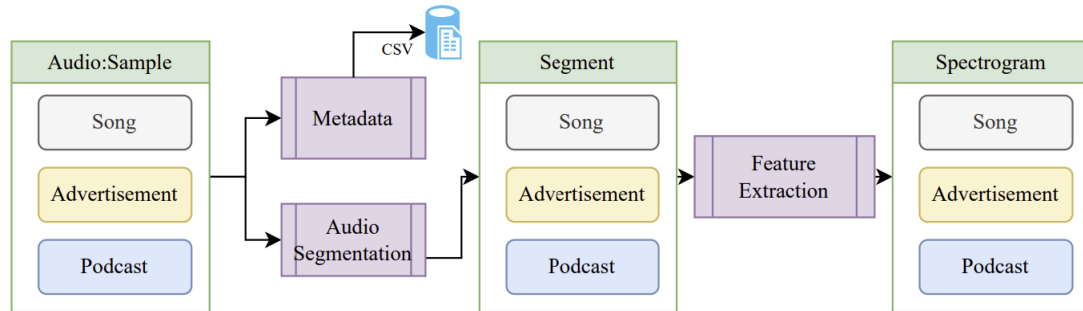 Audio:Sample
Song
Advertisement
Podcast
CSV
Metadata
Audio
Segmentation
Segment
Song
Advertisement
Podcast
Feature
Extraction
Spectrogram
Song
Advertisement
Podcast